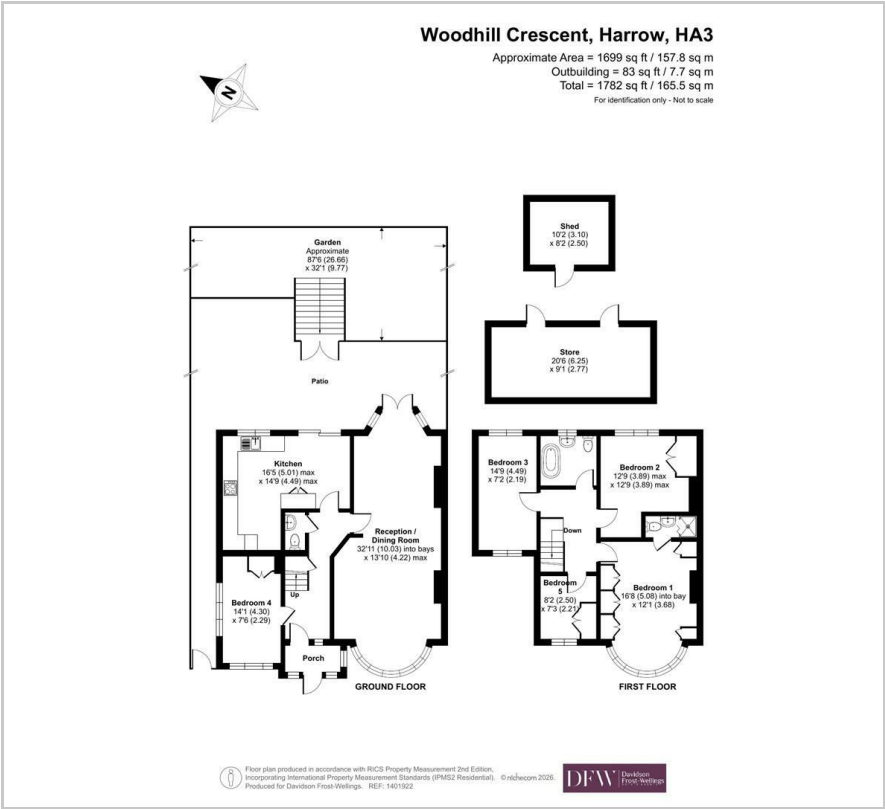 Woodhill Crescent, Harrow, HA3
Approximate Area = 1699 sq ft / 157.8 sq m
Outbuilding = 83 sq ft / 7.7 sq m
Total = 1782 sq ft / 165.5 sq m
For identification only - Not to scale
N
Shed
10'2 (3.10)
x 8'2 (2.50)
Garden
Approximate
87'6 (26.66)
x 32'1 (9.77)
Store
20'6 (6.25)
x 9'1 (2.77)
Patio
Kitchen
16'5 (5.01) max
x 14'9 (4.49) max
Reception /
Dining Room
32'11 (10.03) into bays
x 13'10 (4.22) max
Up
Bedroom 4
14'1 (4.30)
x 7'6 (2.29)
Porch
GROUND FLOOR
Bedroom 3
14'9 (4.49)
x 7'2 (2.19)
Bedroom 2
12'9 (3.89) max
x 12'9 (3.89) max
Down
Bedroom
5
8'2 (2.50)
x 7'3 (2.21)
Bedroom 1
16'8 (5.08) into bay
x 12'1 (3.68)
FIRST FLOOR
Floor plan produced in accordance with RICS Property Measurement 2nd Edition,
Incorporating International Property Measurement Standards (IPMS2 Residential). © nichecom 2026.
Produced for Davidson Frost-Wellings. REF: 1401922
DFW
Davidson
Frost-Wellings